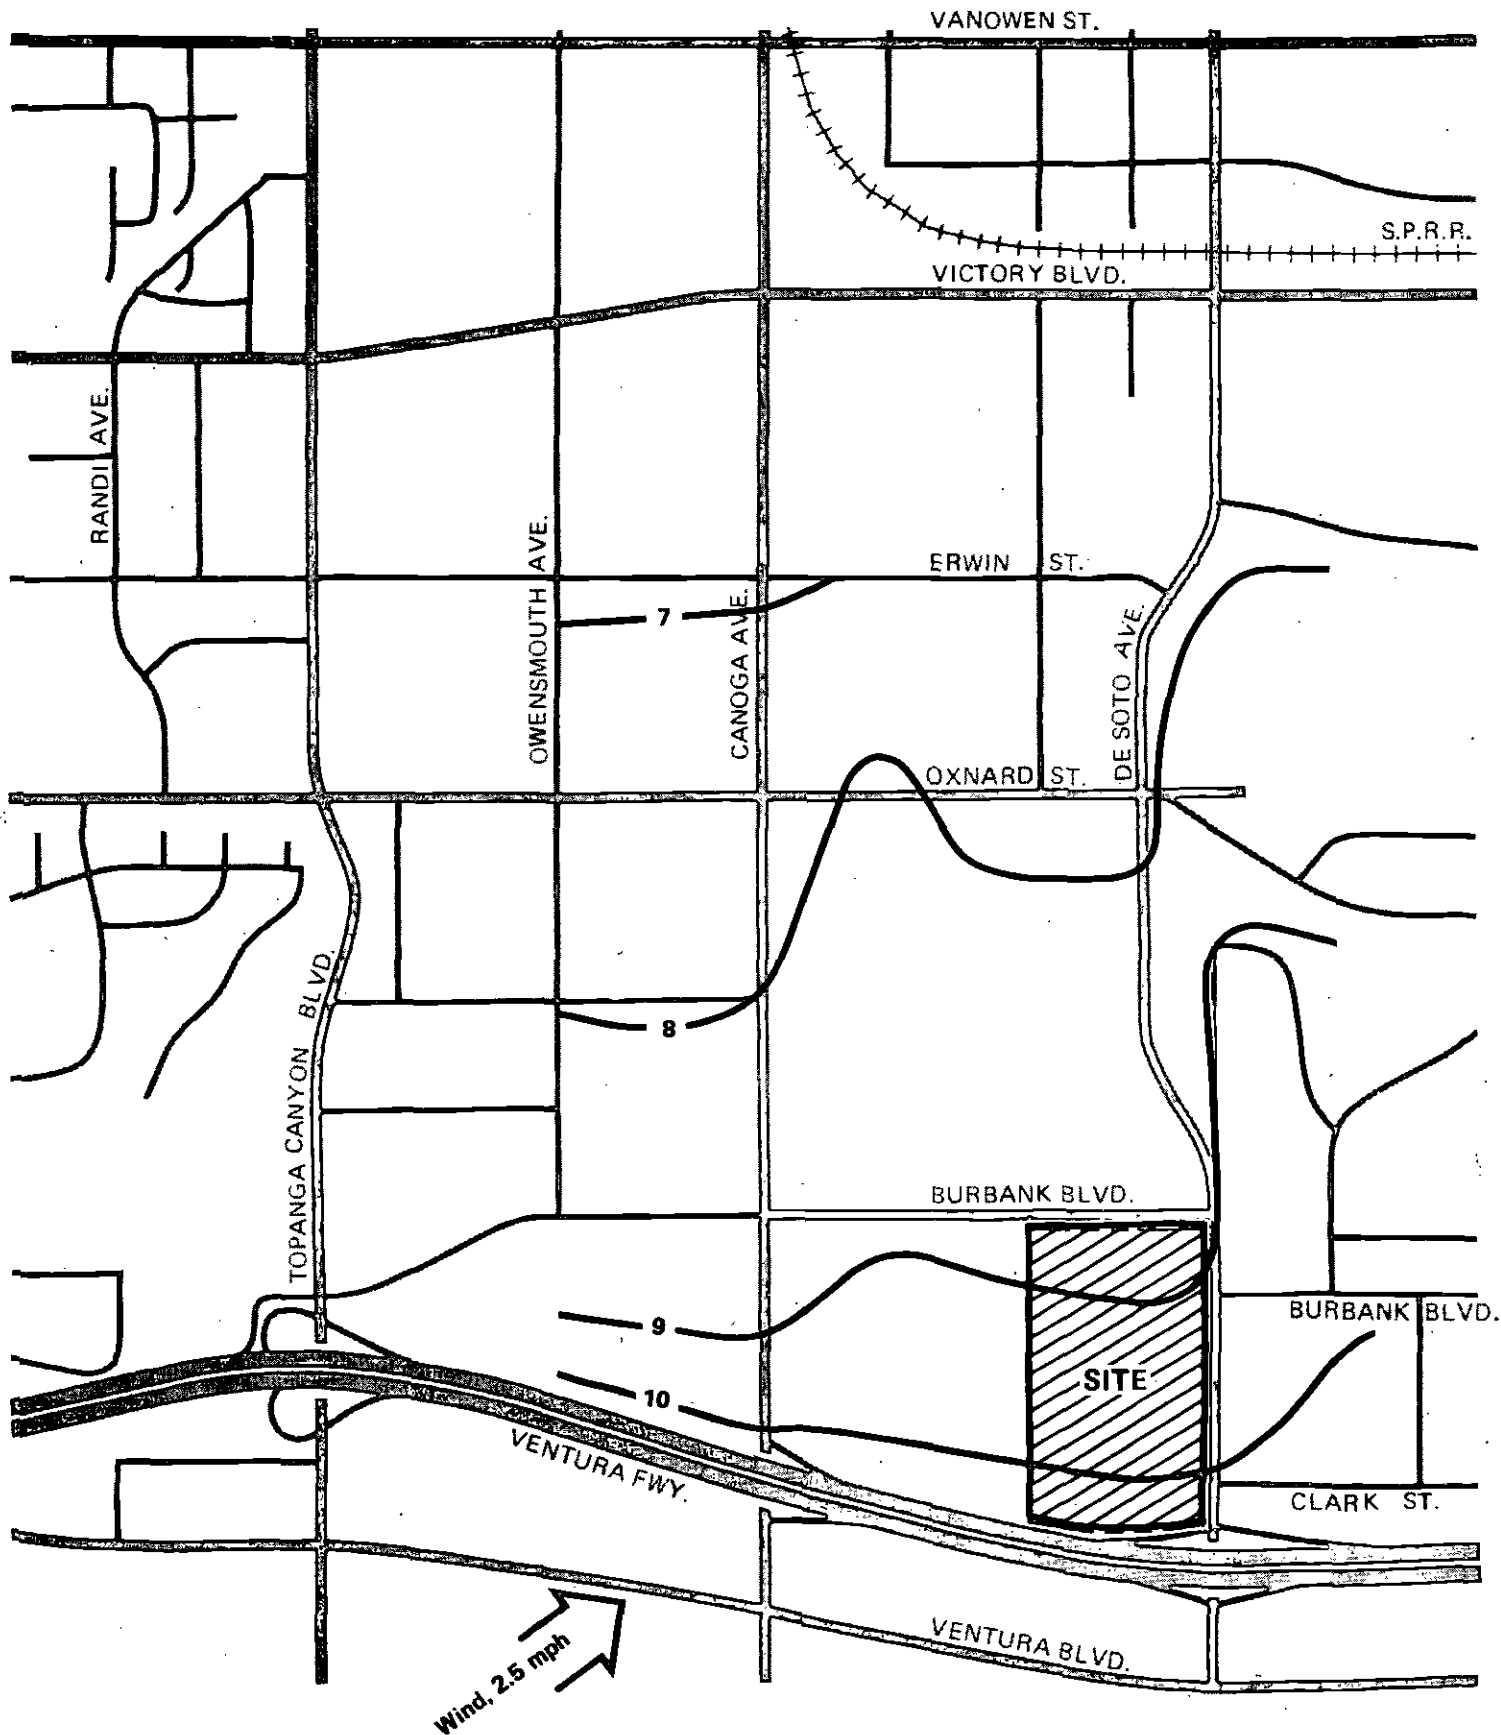 VANOWEN ST.
S.P.R.R.
VICTORY BLVD.
RANDI AVE.
ERWIN ST.
OWENSMOUTH AVE.
7
CANOGA AVE.
DE SOTO AVE.
OXNARD ST.
TOPANGA CANYON BLVD.
8
BURBANK BLVD.
9
BURBANK BLVD.
SITE
10
VENTURA FWY.
CLARK ST.
VENTURA BLVD.
Wind, 2.5 mph